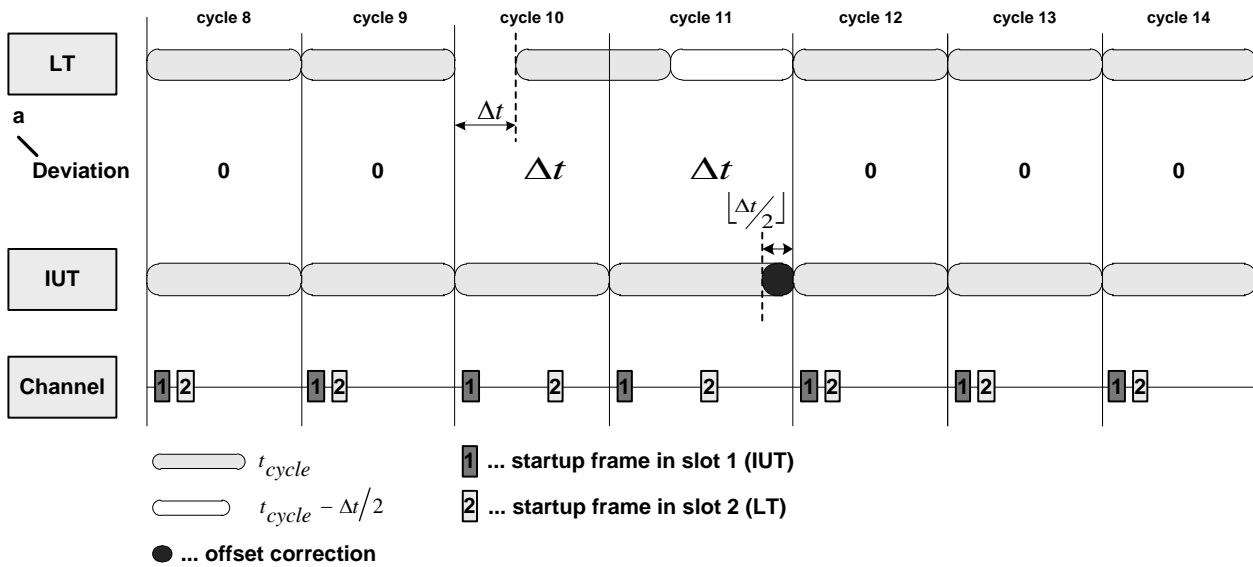 cycle 8 cycle 9 cycle 10 cycle 11 cycle 12 cycle 13 cycle 14
LT
Δt
a
Deviation 0 0 Δt Δt 0 0 0
⌊Δt/2⌋
IUT
Channel 1 2 1 2 1 2 1 2 1 2 1 2 1 2
t_cycle
1 ... startup frame in slot 1 (IUT)
t_cycle − Δt/2
2 ... startup frame in slot 2 (LT)
... offset correction